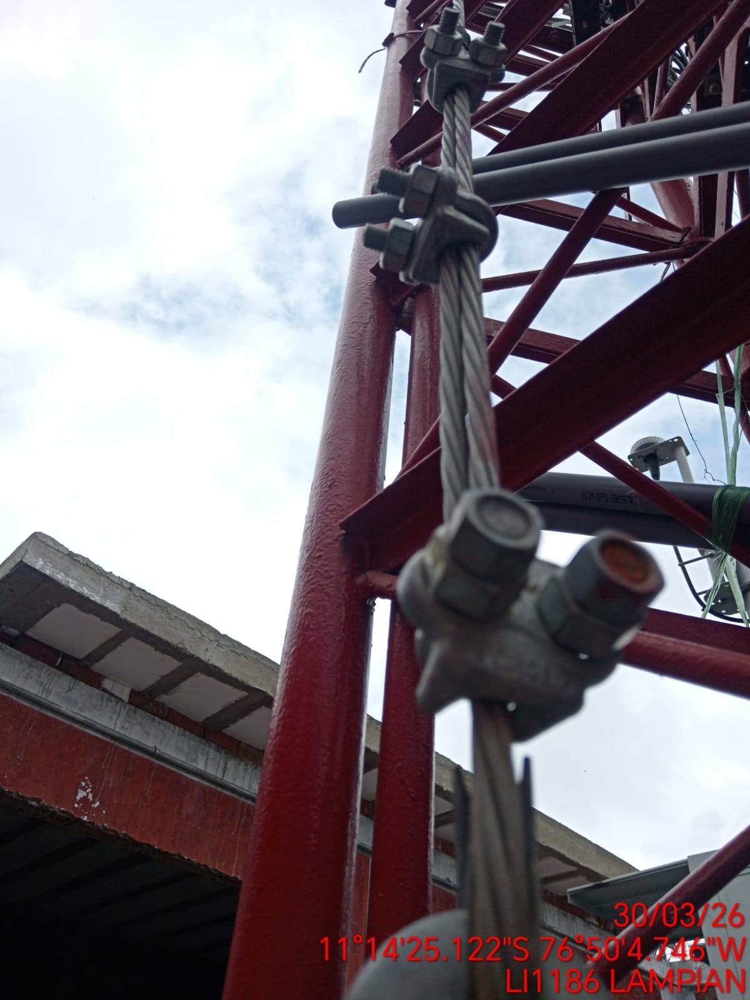 KINPLAST
30/03/26
11°14'25.122"S 76°50'4.746"W
LI1186 LAMPIAN